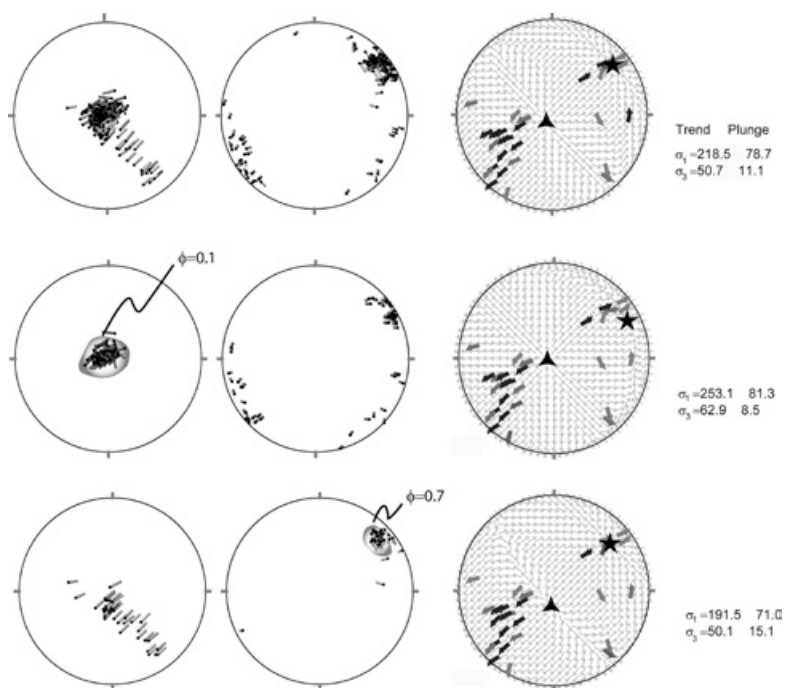 Trend Plunge
σ₁=218.5 78.7
σ₃=50.7 11.1
ϕ=0.1
σ₁=253.1 81.3
σ₃=62.9 8.5
ϕ=0.7
σ₁=191.5 71.0
σ₃=50.1 15.1